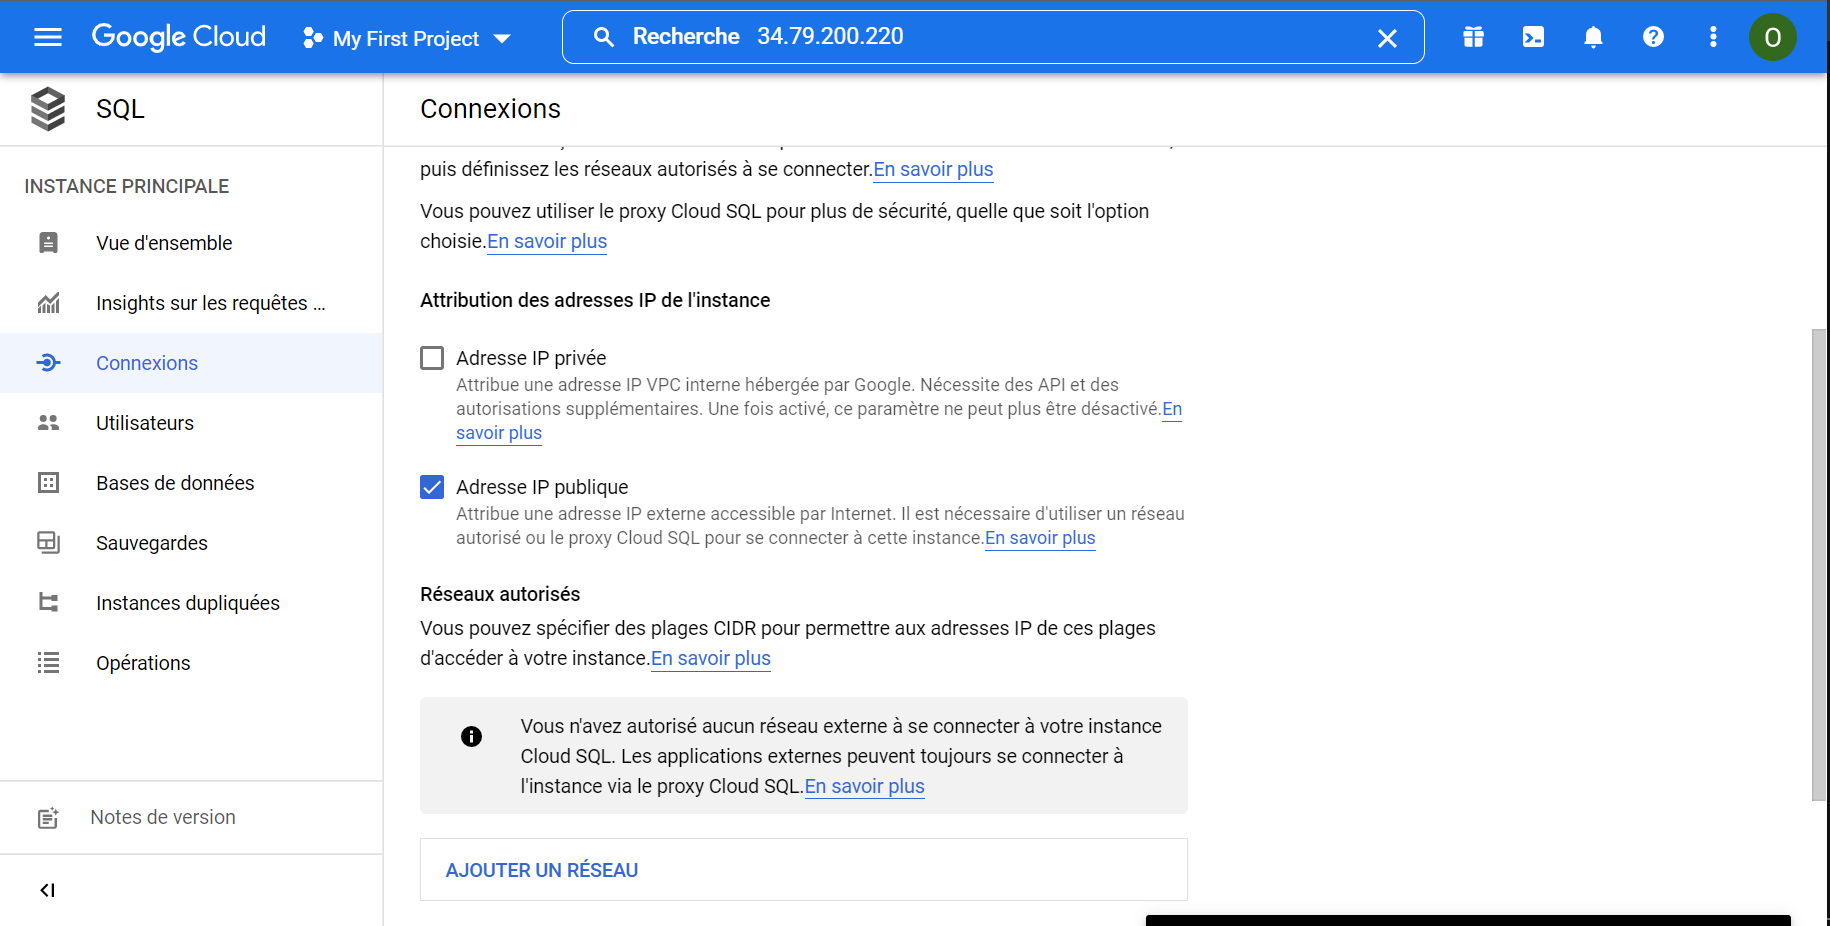 Google Cloud
My First Project
Recherche 34.79.200.220
O
SQL
Connexions
INSTANCE PRINCIPALE
Vue d'ensemble
Insights sur les requêtes ...
Connexions
Utilisateurs
Bases de données
Sauvegardes
Instances dupliquées
Opérations
Notes de version
puis définissez les réseaux autorisés à se connecter.En savoir plus
Vous pouvez utiliser le proxy Cloud SQL pour plus de sécurité, quelle que soit l'option
choisie.En savoir plus
Attribution des adresses IP de l'instance
Adresse IP privée
Attribue une adresse IP VPC interne hébergée par Google. Nécessite des API et des
autorisations supplémentaires. Une fois activé, ce paramètre ne peut plus être désactivé.En
savoir plus
Adresse IP publique
Attribue une adresse IP externe accessible par Internet. Il est nécessaire d'utiliser un réseau
autorisé ou le proxy Cloud SQL pour se connecter à cette instance.En savoir plus
Réseaux autorisés
Vous pouvez spécifier des plages CIDR pour permettre aux adresses IP de ces plages
d'accéder à votre instance.En savoir plus
Vous n'avez autorisé aucun réseau externe à se connecter à votre instance
Cloud SQL. Les applications externes peuvent toujours se connecter à
l'instance via le proxy Cloud SQL.En savoir plus
AJOUTER UN RÉSEAU